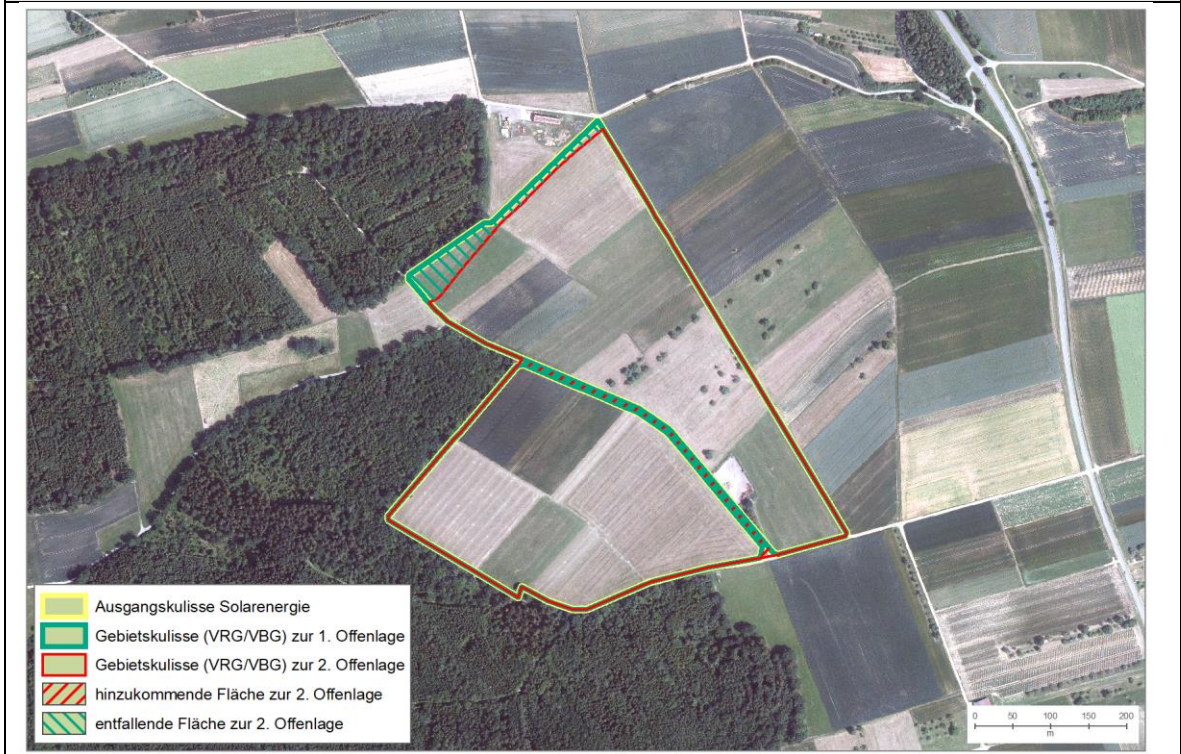 Ausgangskulisse Solarenergie
Gebietskulisse (VRG/VBG) zur 1. Offenlage
Gebietskulisse (VRG/VBG) zur 2. Offenlage
hinzukommende Fläche zur 2. Offenlage
entfallende Fläche zur 2. Offenlage
0 50 100 150 200
m